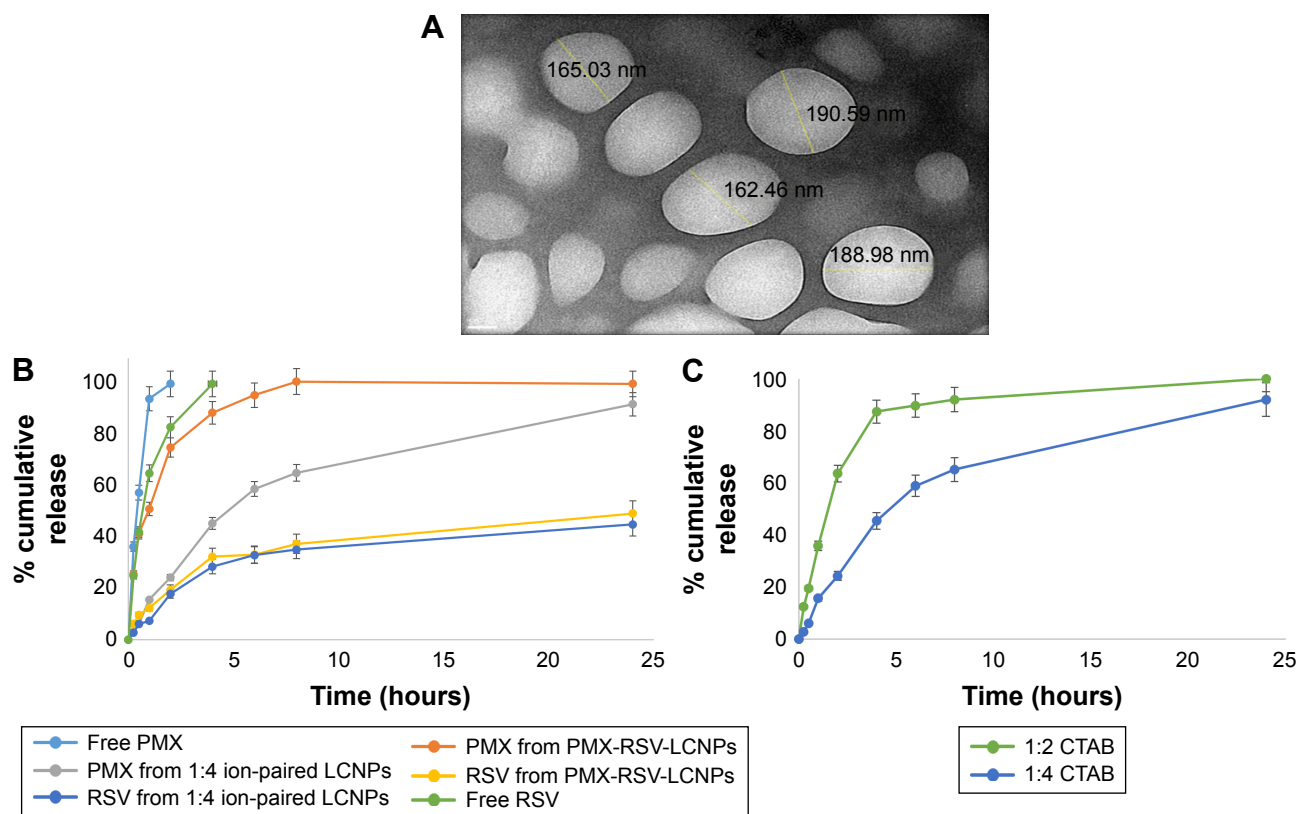 A
165.03 nm
190.59 nm
162.46 nm
188.98 nm
B
% cumulative
release
100
80
60
40
20
0
0
5
10
15
20
25
Time (hours)
Free PMX
PMX from 1:4 ion-paired LCNPs
RSV from 1:4 ion-paired LCNPs
PMX from PMX-RSV-LCNPs
RSV from PMX-RSV-LCNPs
Free RSV
C
% cumulative
release
100
80
60
40
20
0
0
5
10
15
20
25
Time (hours)
1:2 CTAB
1:4 CTAB